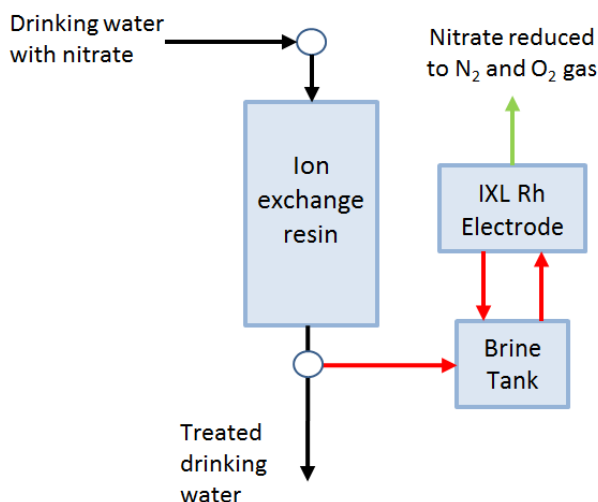 Drinking water
with nitrate
Nitrate reduced
to N₂ and O₂ gas
Ion
exchange
resin
IXL Rh
Electrode
Brine
Tank
Treated
drinking
water